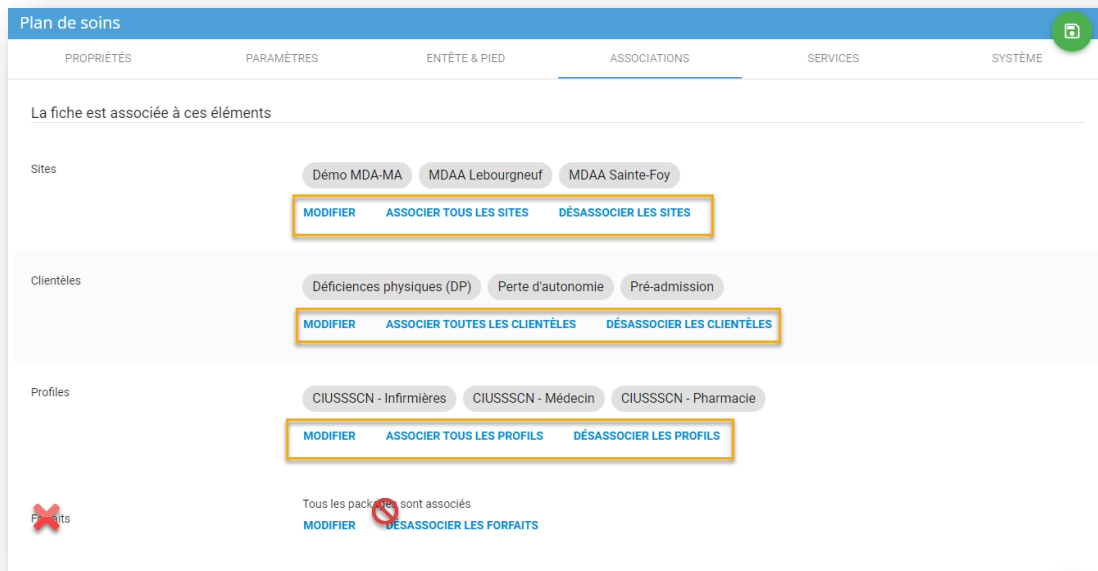 Plan de soins
PROPRIÉTÉS PARAMÈTRES ENTÊTE & PIED ASSOCIATIONS SERVICES SYSTÈME
La fiche est associée à ces éléments
Sites
Démo MDA-MA MDAA Lebourgneuf MDAA Sainte-Foy
MODIFIER ASSOCIER TOUS LES SITES DÉSASSOCIER LES SITES
Clientèles
Déficiences physiques (DP) Perte d'autonomie Pré-admission
MODIFIER ASSOCIER TOUTES LES CLIENTÈLES DÉSASSOCIER LES CLIENTÈLES
Profiles
CIUSSSCN - Infirmières CIUSSSCN - Médecin CIUSSSCN - Pharmacie
MODIFIER ASSOCIER TOUS LES PROFILS DÉSASSOCIER LES PROFILS
Tous les packages sont associés
Forfaits
MODIFIER DÉSASSOCIER LES FORFAITS